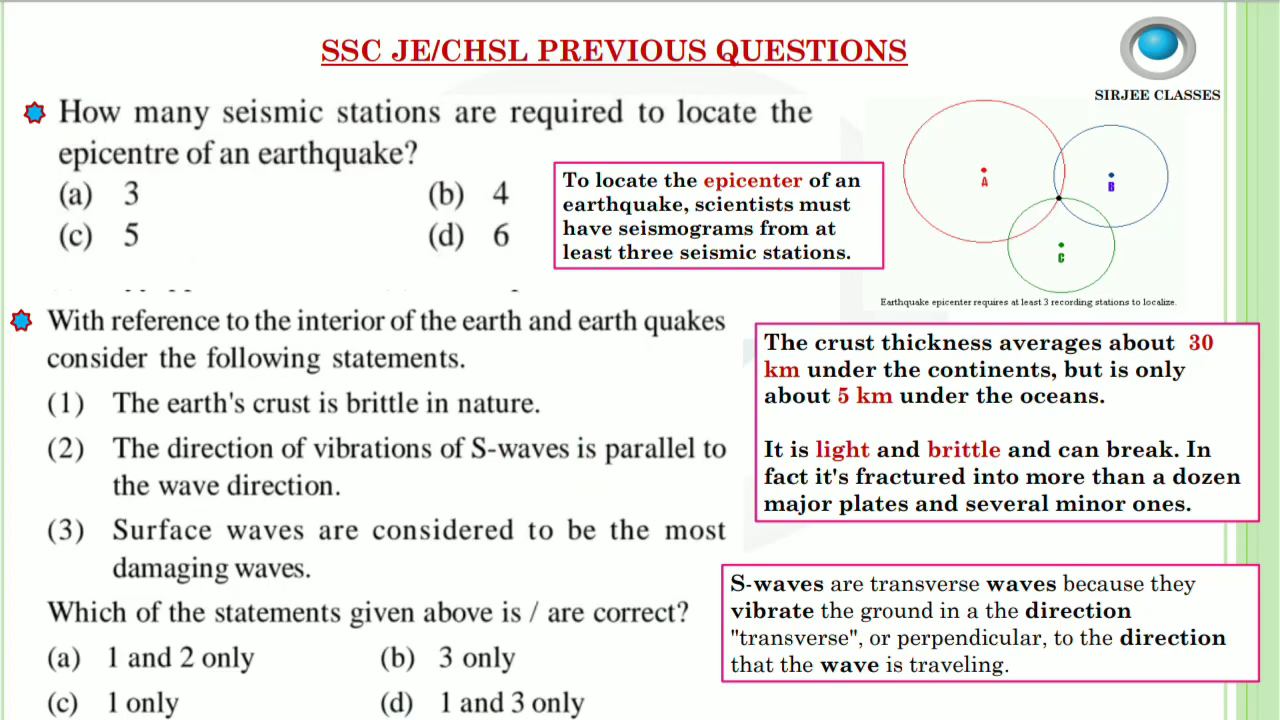 SSC JE/CHSL PREVIOUS QUESTIONS
SIRJEE CLASSES
How many seismic stations are required to locate the
epicentre of an earthquake?
(a) 3
(b) 4
(c) 5
(d) 6
To locate the epicenter of an
earthquake, scientists must
have seismograms from at
least three seismic stations.
A
B
C
Earthquake epicenter requires at least 3 recording stations to localize.
With reference to the interior of the earth and earth quakes
consider the following statements.
(1) The earth's crust is brittle in nature.
(2) The direction of vibrations of S-waves is parallel to
the wave direction.
(3) Surface waves are considered to be the most
damaging waves.
Which of the statements given above is / are correct?
(a) 1 and 2 only
(b) 3 only
(c) 1 only
(d) 1 and 3 only
The crust thickness averages about 30
km under the continents, but is only
about 5 km under the oceans.
It is light and brittle and can break. In
fact it's fractured into more than a dozen
major plates and several minor ones.
S-waves are transverse waves because they
vibrate the ground in a the direction
"transverse", or perpendicular, to the direction
that the wave is traveling.